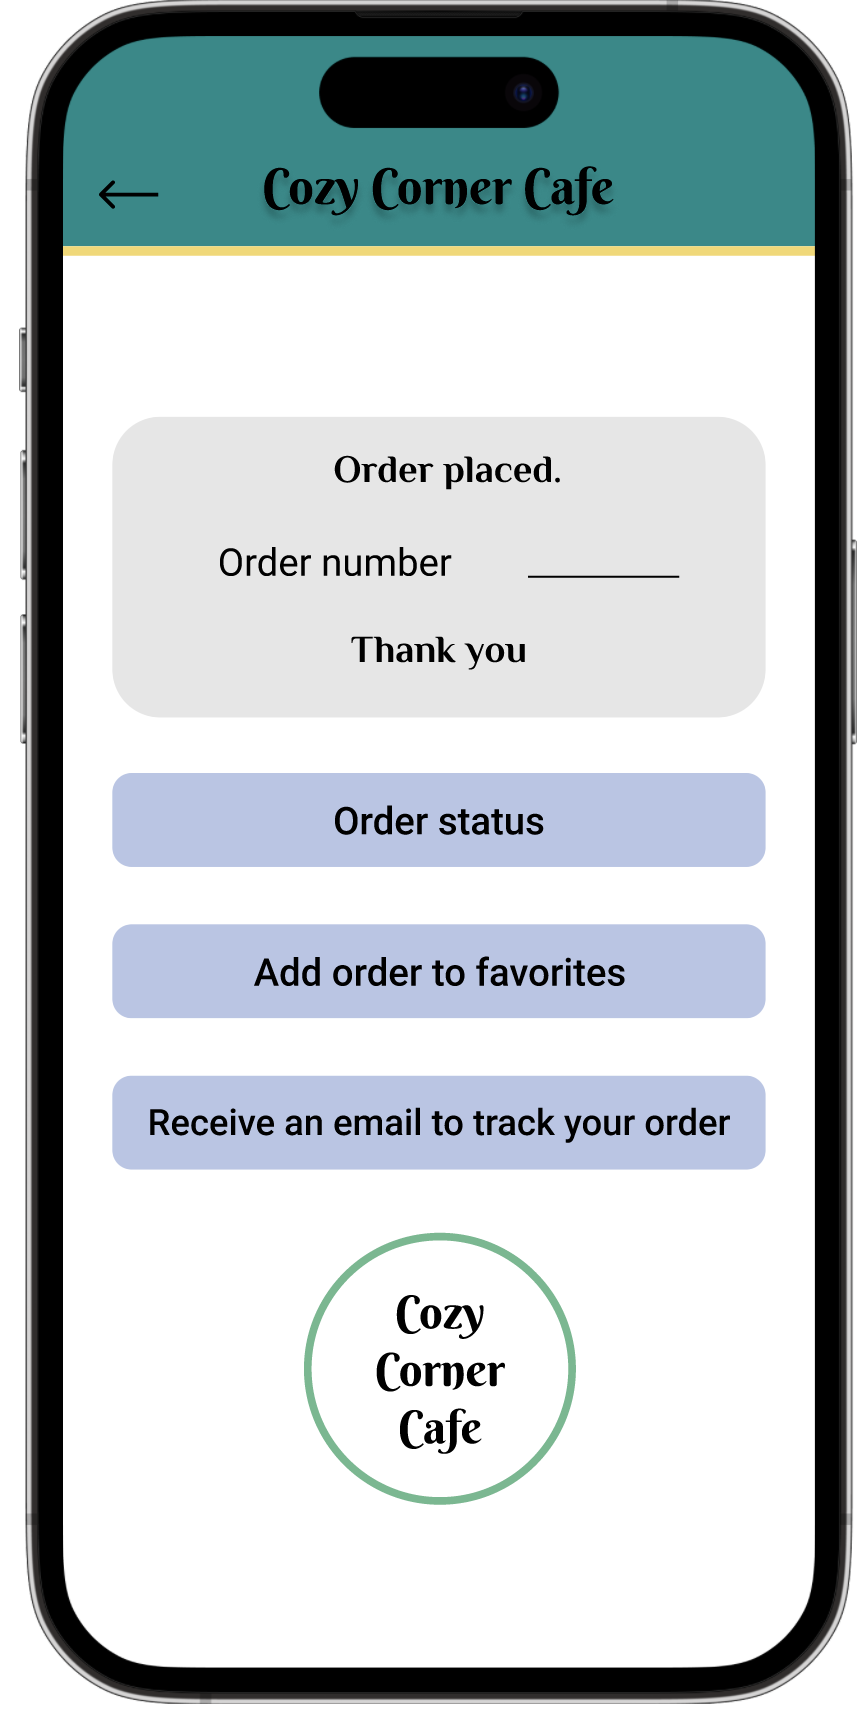 Cozy Corner Cafe
Order placed.
Order number
Thank you
Order status
Add order to favorites
Receive an email to track your order
Cozy
Corner
Cafe